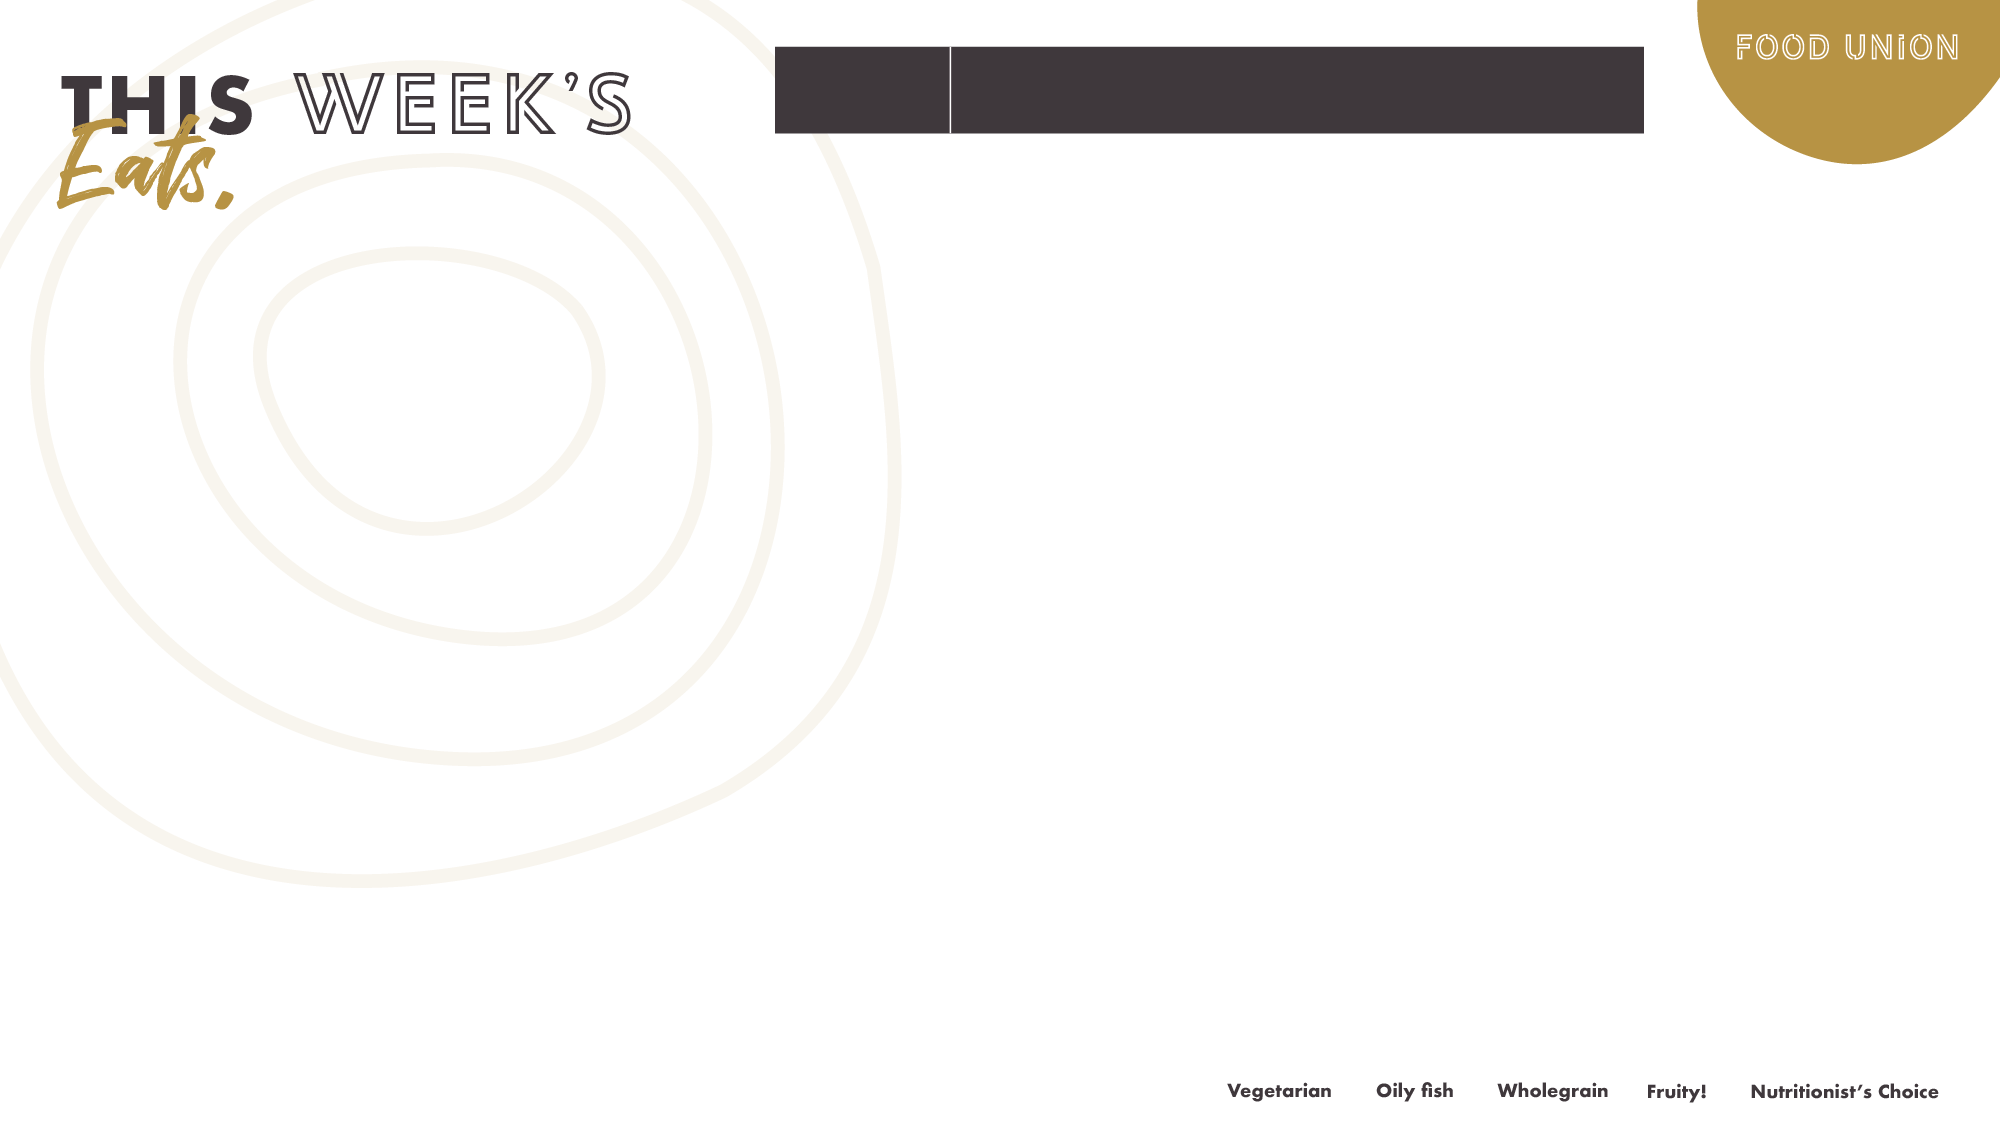 THIS WEEK'S
Eats.
FOOD UNION
Vegetarian
Oily fish
Wholegrain
Fruity!
Nutritionist's Choice